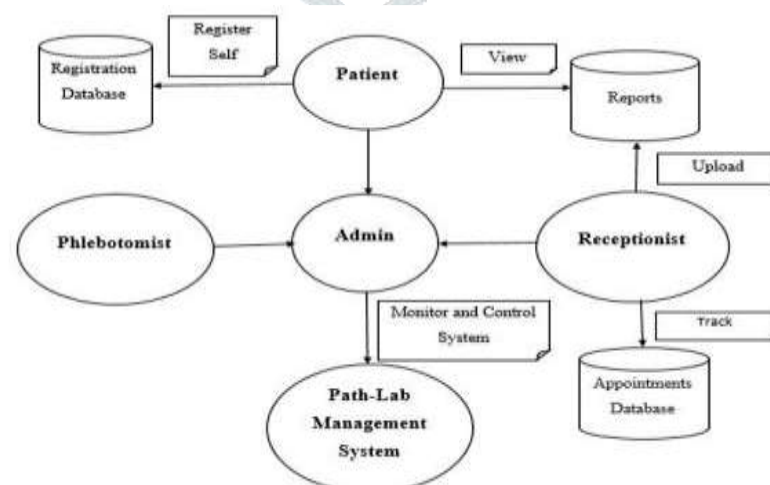 Register
Self
Registration
Database
Patient
View
Reports
Upload
Phlebotomist
Admin
Receptionist
Monitor and Control
System
Track
Path-Lab
Management
System
Appointments
Database